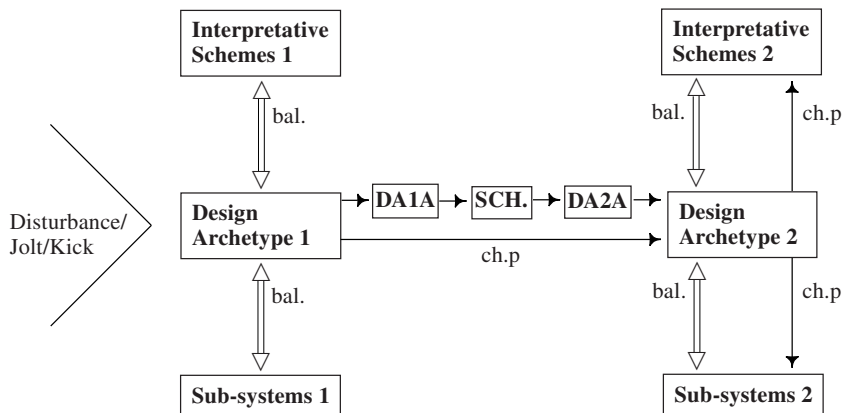 Interpretative
Schemes 1
Interpretative
Schemes 2
bal.
bal.
ch.p
DA1A
SCH.
DA2A
Disturbance/
Jolt/Kick
Design
Archetype 1
Design
Archetype 2
ch.p
bal.
bal.
ch.p
Sub-systems 1
Sub-systems 2